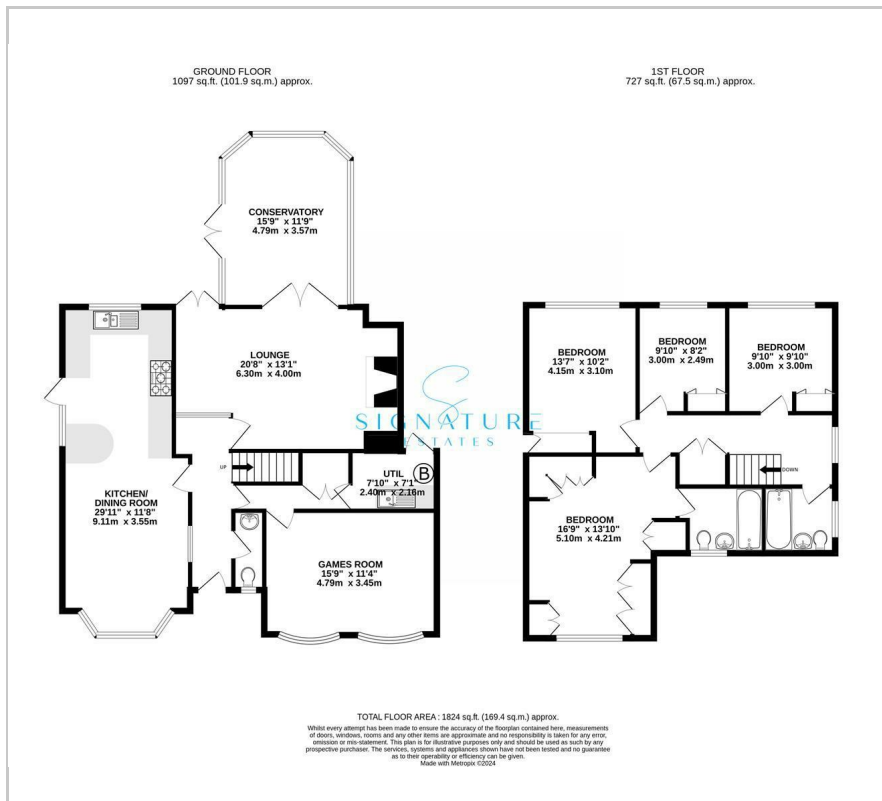 GROUND FLOOR
1097 sq.ft. (101.9 sq.m.) approx.
1ST FLOOR
727 sq.ft. (67.5 sq.m.) approx.
CONSERVATORY
15'9" x 11'9"
4.79m x 3.57m
LOUNGE
20'8" x 13'1"
6.30m x 4.00m
KITCHEN/
DINING ROOM
29'11" x 11'8"
9.11m x 3.55m
UP
UTIL
7'10" x 7'1"
2.40m x 2.16m
B
GAMES ROOM
15'9" x 11'4"
4.79m x 3.45m
S
SIGNATURE
ESTATES
BEDROOM
13'7" x 10'2"
4.15m x 3.10m
BEDROOM
9'10" x 8'2"
3.00m x 2.49m
BEDROOM
9'10" x 9'10"
3.00m x 3.00m
DOWN
BEDROOM
16'9" x 13'10"
5.10m x 4.21m
TOTAL FLOOR AREA : 1824 sq.ft. (169.4 sq.m.) approx.
Whilst every attempt has been made to ensure the accuracy of the floorplan contained here, measurements
of doors, windows, rooms and any other items are approximate and no responsibility is taken for any error,
omission or mis-statement. This plan is for illustrative purposes only and should be used as such by any
prospective purchaser. The services, systems and appliances shown have not been tested and no guarantee
as to their operability or efficiency can be given.
Made with Metropix ©2024